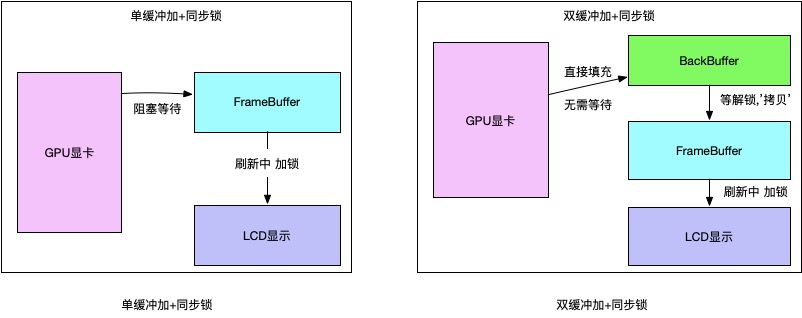 单缓冲加+同步锁
GPU显卡
阻塞等待
FrameBuffer
刷新中 加锁
LCD显示
单缓冲加+同步锁
双缓冲加+同步锁
GPU显卡
直接填充
无需等待
BackBuffer
等解锁,'拷贝'
FrameBuffer
刷新中 加锁
LCD显示
双缓冲加+同步锁